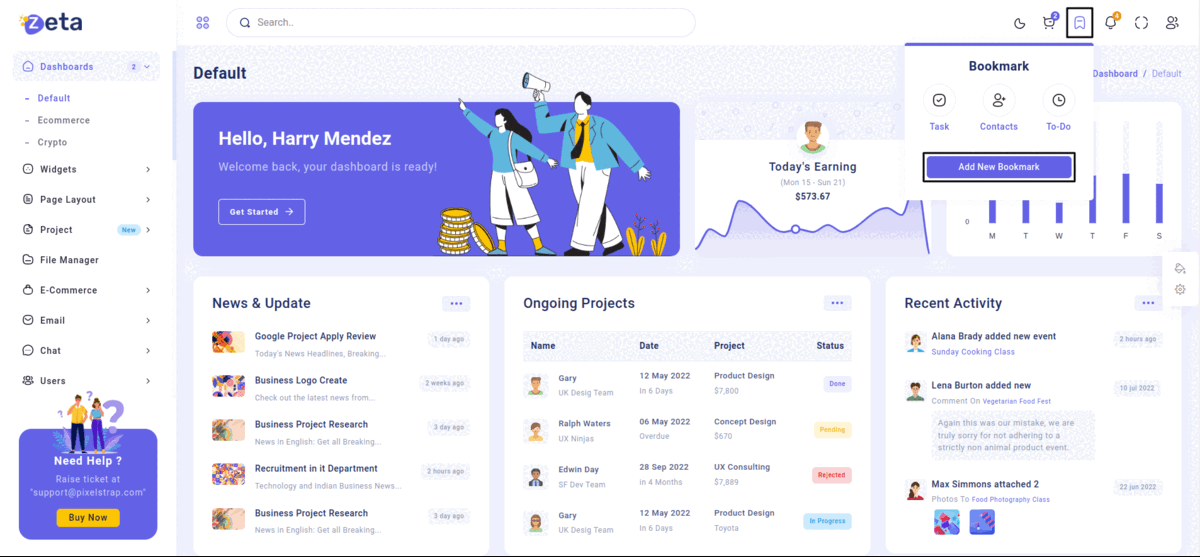 zeta
Search...
2
4
Dashboards
2
Default
Ecommerce
Crypto
Widgets
Page Layout
Project
New
File Manager
E-Commerce
Email
Chat
Users
Need Help ?
Raise ticket at
"support@pixelstrap.com"
Buy Now
Default
Dashboard / Default
Bookmark
Task
Contacts
To-Do
Add New Bookmark
Hello, Harry Mendez
Welcome back, your dashboard is ready!
Get Started
Today's Earning
(Mon 15 - Sun 21)
$573.67
0
M T W T F S
News & Update
Google Project Apply Review
1 day ago
Today's News Headlines, Breaking...
Business Logo Create
2 weeks ago
Check out the latest news from...
Business Project Research
3 day ago
News in English: Get all Breaking...
Recruitment in it Department
2 hours ago
Technology and Indian Business News...
Business Project Research
3 day ago
News in English: Get all Breaking...
Ongoing Projects
Name Date Project Status
Gary 12 May 2022 Product Design
UK Desig Team In 6 Days $7,800
Done
Ralph Waters 06 May 2022 Concept Design
UX Ninjas Overdue $670
Pending
Edwin Day 28 Sep 2022 UX Consulting
SF Dev Team in 4 Months $7,889
Rejected
Gary 12 May 2022 Product Design
UK Desig Team In 6 Days Toyota
In Progress
Recent Activity
Alana Brady added new event
2 hours ago
Sunday Cooking Class
Lena Burton added new
10 jul 2022
Comment On Vegetarian Food Fest
Again this was our mistake, we are
truly sorry for not adhering to a
strictly non animal product event.
Max Simmons attached 2
22 jun 2022
Photos To Food Photography Class